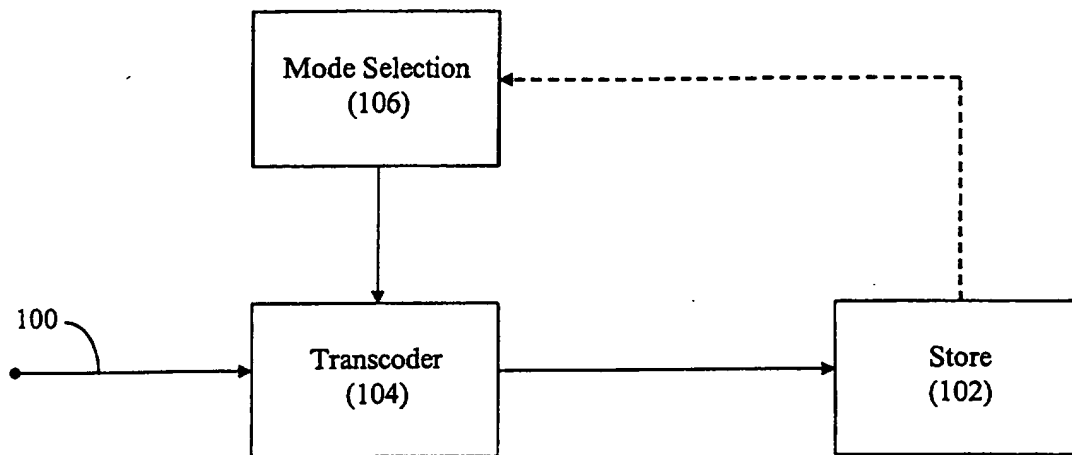 Mode Selection
(106)
100
Transcoder
(104)
Store
(102)